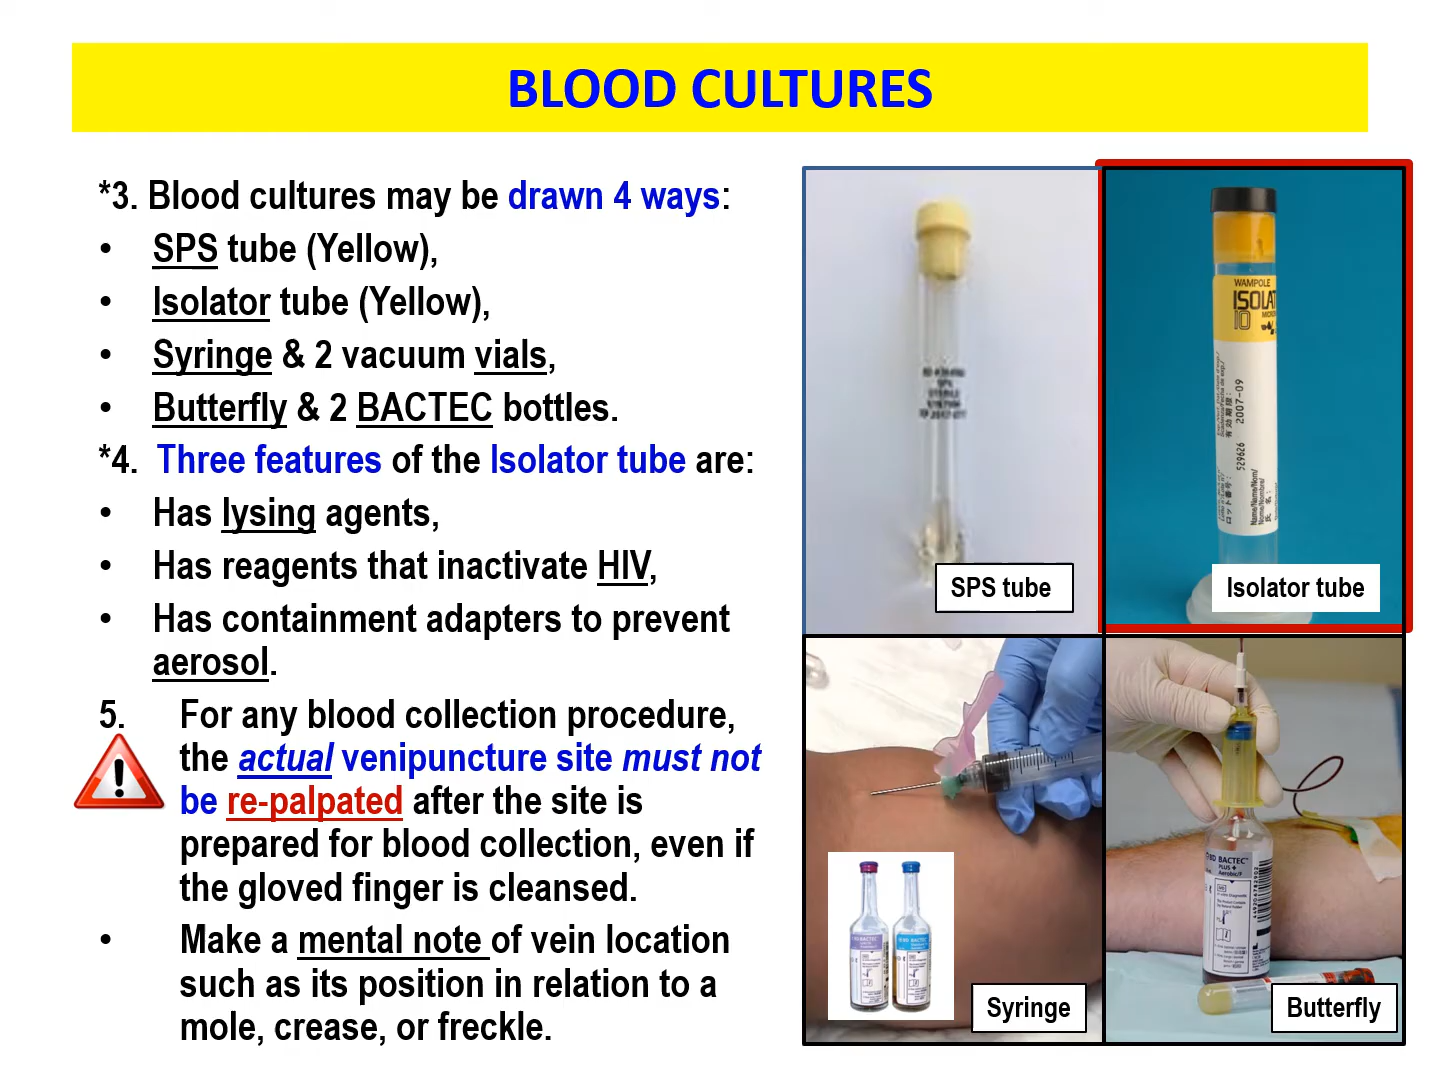 BLOOD CULTURES
*3. Blood cultures may be drawn 4 ways:
• SPS tube (Yellow),
• Isolator tube (Yellow),
• Syringe & 2 vacuum vials,
• Butterfly & 2 BACTEC bottles.
*4. Three features of the Isolator tube are:
• Has lysing agents,
• Has reagents that inactivate HIV,
• Has containment adapters to prevent
aerosol.
5. For any blood collection procedure,
the actual venipuncture site must not
be re-palpated after the site is
prepared for blood collection, even if
the gloved finger is cleansed.
• Make a mental note of vein location
such as its position in relation to a
mole, crease, or freckle.
SPS tube
WAMPOLE
ISOLAT
10
2007-09
529626
Isolator tube
Syringe
BD BACTEC
PLUS +
Aerobic/F
Butterfly